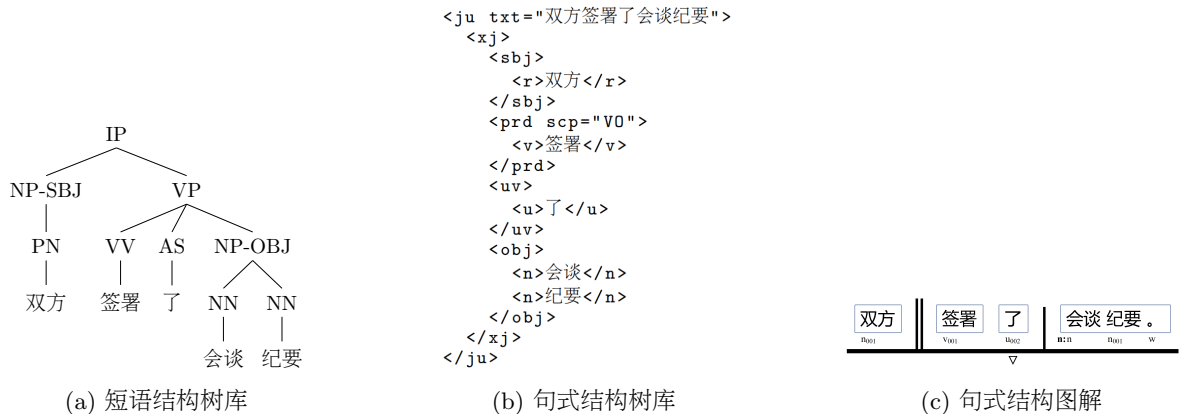 IP
NP-SBJ VP
PN VV AS NP-OBJ
双方 签署 了 NN NN
会谈 纪要
(a) 短语结构树库
<ju txt="双方签署了会谈纪要">
<xj>
<sbj>
<r>双方</r>
</sbj>
<prd scp="VO">
<v>签署</v>
</prd>
<uv>
<u>了</u>
</uv>
<obj>
<n>会谈</n>
<n>纪要</n>
</obj>
</xj>
</ju>
(b) 句式结构树库
双方 签署 了 会谈 纪要 。
n001 v001 u002 n:n n001 w
(c) 句式结构图解